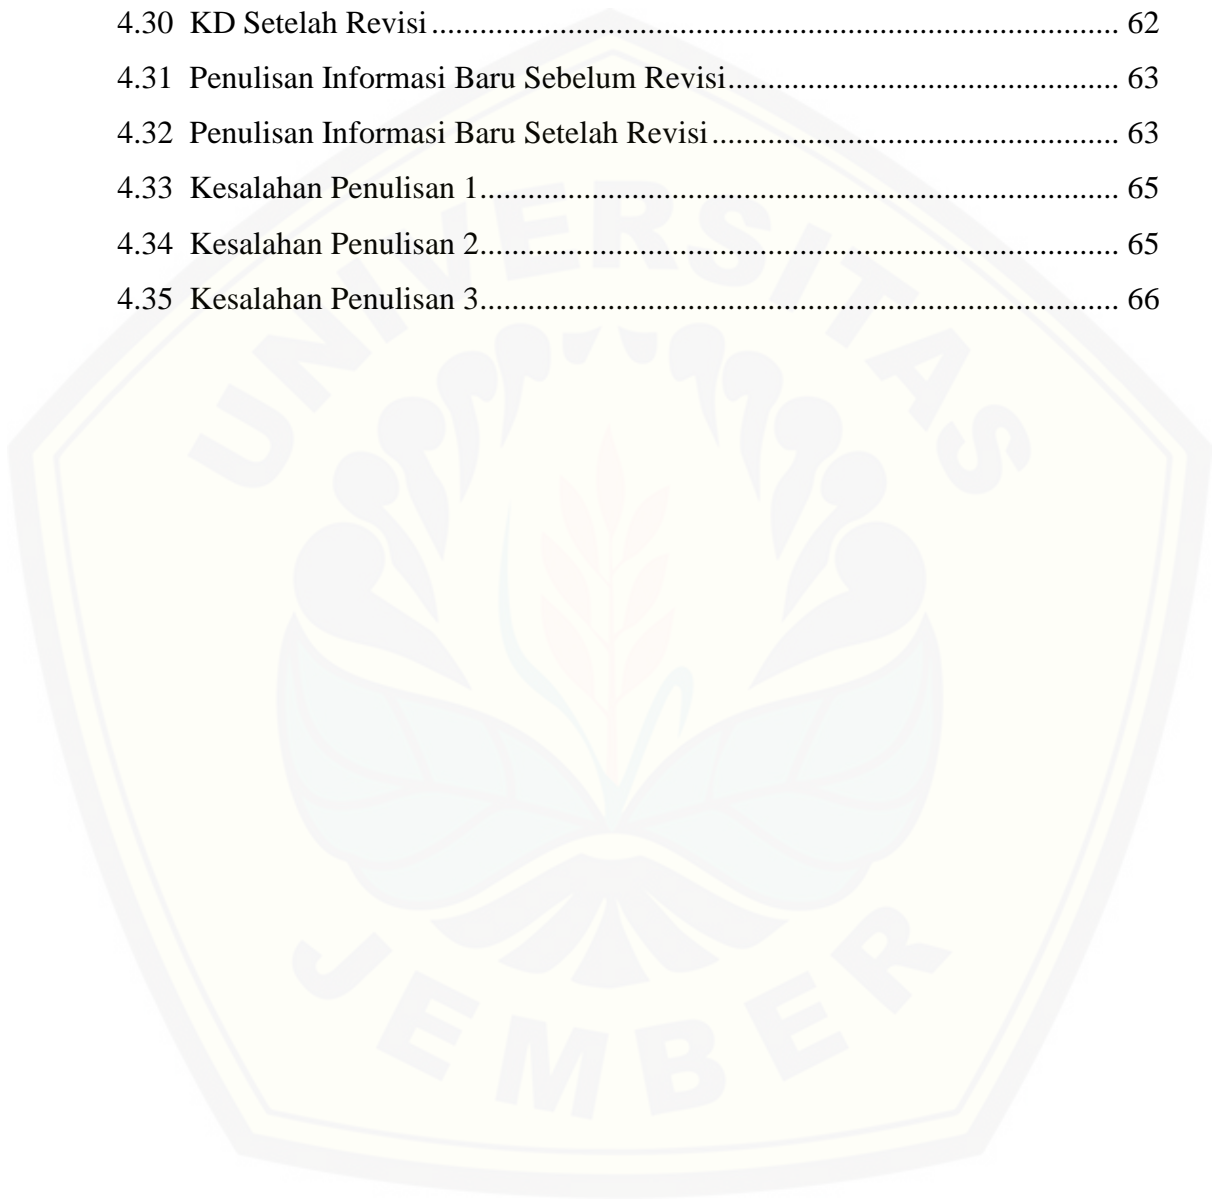 4.30 KD Setelah Revisi ........................................................................................ 62
4.31 Penulisan Informasi Baru Sebelum Revisi .................................................. 63
4.32 Penulisan Informasi Baru Setelah Revisi .................................................... 63
4.33 Kesalahan Penulisan 1 ................................................................................. 65
4.34 Kesalahan Penulisan 2 ................................................................................. 65
4.35 Kesalahan Penulisan 3 ................................................................................. 66
UNIVERSITAS
JEMBER